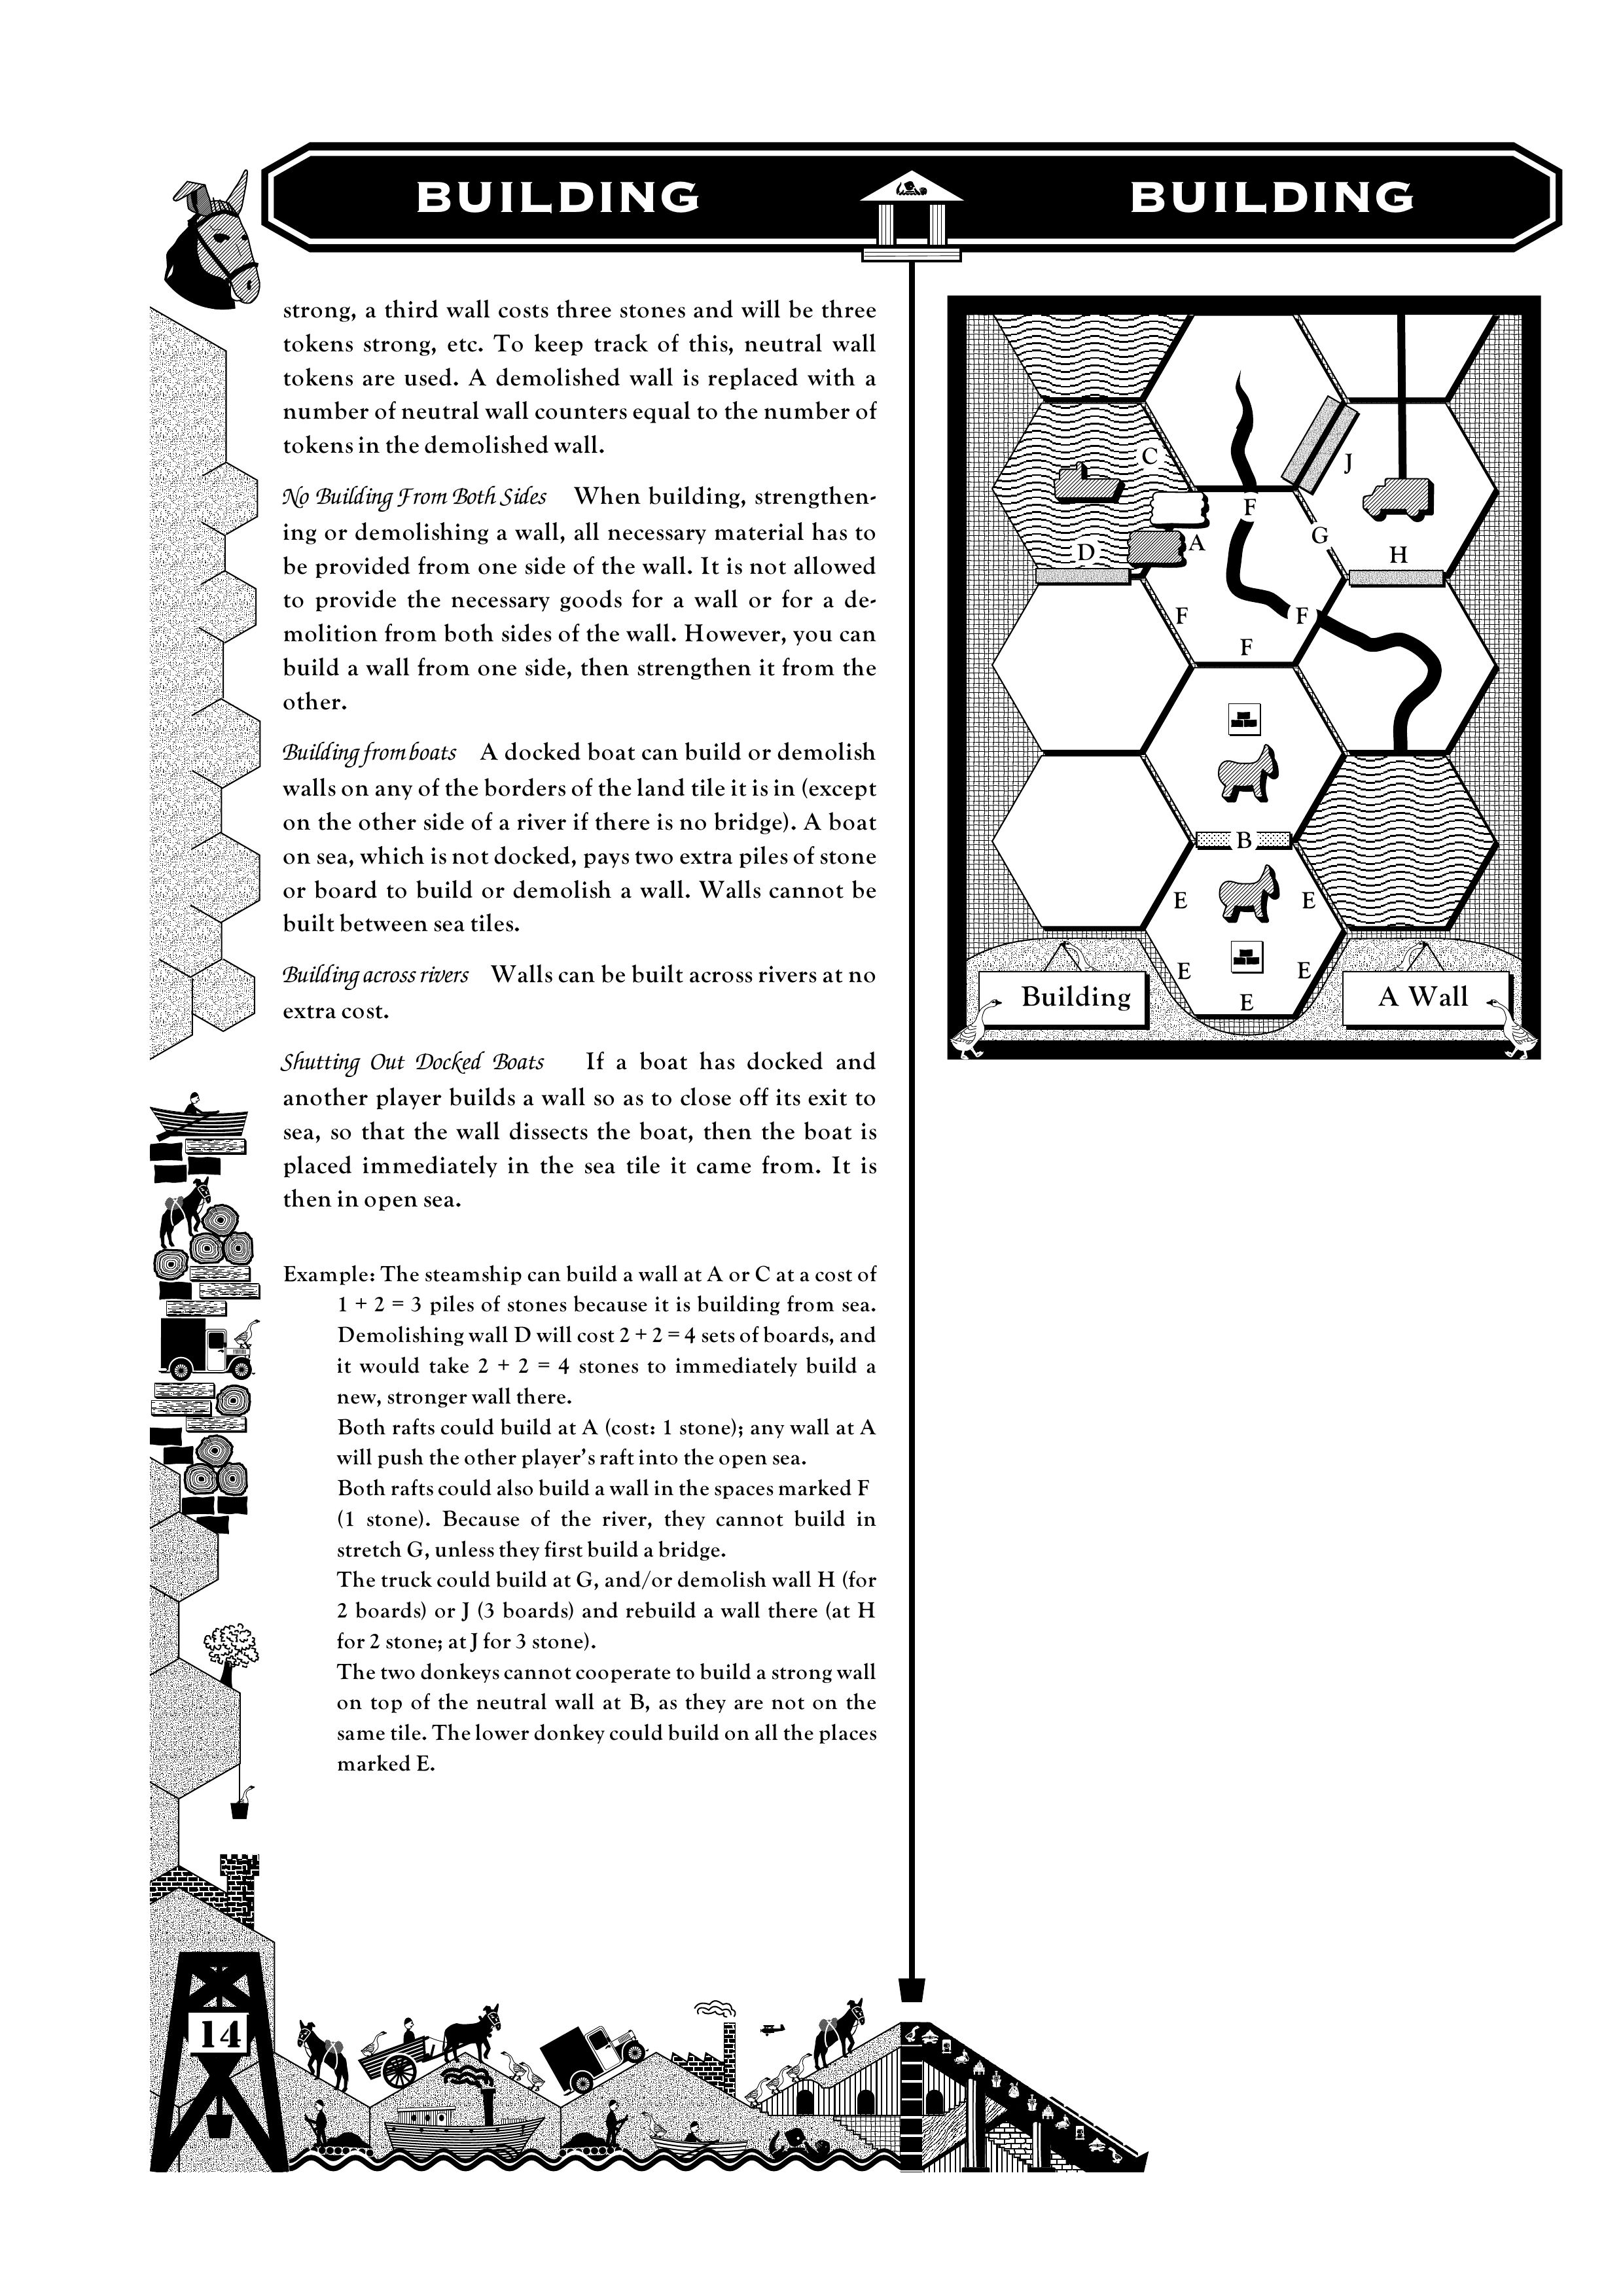 BUILDING
BUILDING
strong, a third wall costs three stones and will be three
tokens strong, etc. To keep track of this, neutral wall
tokens are used. A demolished wall is replaced with a
number of neutral wall counters equal to the number of
tokens in the demolished wall.
No Building From Both Sides When building, strengthen-
ing or demolishing a wall, all necessary material has to
be provided from one side of the wall. It is not allowed
to provide the necessary goods for a wall or for a de-
molition from both sides of the wall. However, you can
build a wall from one side, then strengthen it from the
other.
Building from boats A docked boat can build or demolish
walls on any of the borders of the land tile it is in (except
on the other side of a river if there is no bridge). A boat
on sea, which is not docked, pays two extra piles of stone
or board to build or demolish a wall. Walls cannot be
built between sea tiles.
Building across rivers Walls can be built across rivers at no
extra cost.
Shutting Out Docked Boats If a boat has docked and
another player builds a wall so as to close off its exit to
sea, so that the wall dissects the boat, then the boat is
placed immediately in the sea tile it came from. It is
then in open sea.
Example: The steamship can build a wall at A or C at a cost of
1 + 2 = 3 piles of stones because it is building from sea.
Demolishing wall D will cost 2 + 2 = 4 sets of boards, and
it would take 2 + 2 = 4 stones to immediately build a
new, stronger wall there.
Both rafts could build at A (cost: 1 stone); any wall at A
will push the other player's raft into the open sea.
Both rafts could also build a wall in the spaces marked F
(1 stone). Because of the river, they cannot build in
stretch G, unless they first build a bridge.
The truck could build at G, and/or demolish wall H (for
2 boards) or J (3 boards) and rebuild a wall there (at H
for 2 stone; at J for 3 stone).
The two donkeys cannot cooperate to build a strong wall
on top of the neutral wall at B, as they are not on the
same tile. The lower donkey could build on all the places
marked E.
14
C
J
F
G
A
D
H
F
F
F
B
E
E
E
E
E
Building
A Wall